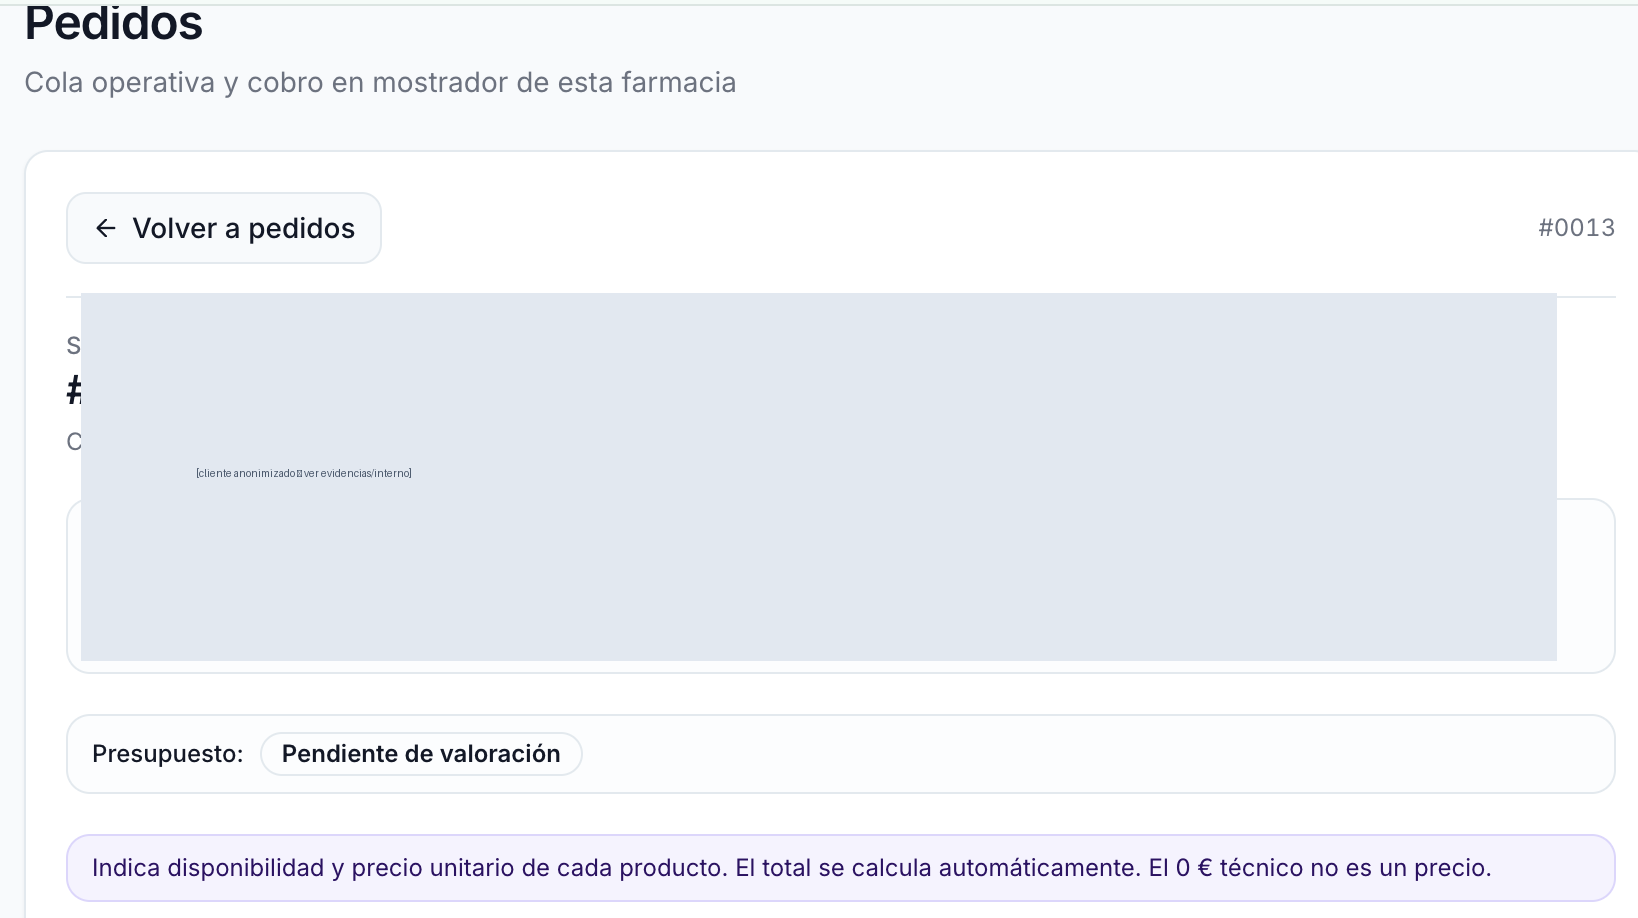 Pedidos
Cola operativa y cobro en mostrador de esta farmacia
← Volver a pedidos
#0013
S
#
C
[cliente anonimizado ver evidencias/interno]
Presupuesto: Pendiente de valoración
Indica disponibilidad y precio unitario de cada producto. El total se calcula automáticamente. El 0 € técnico no es un precio.